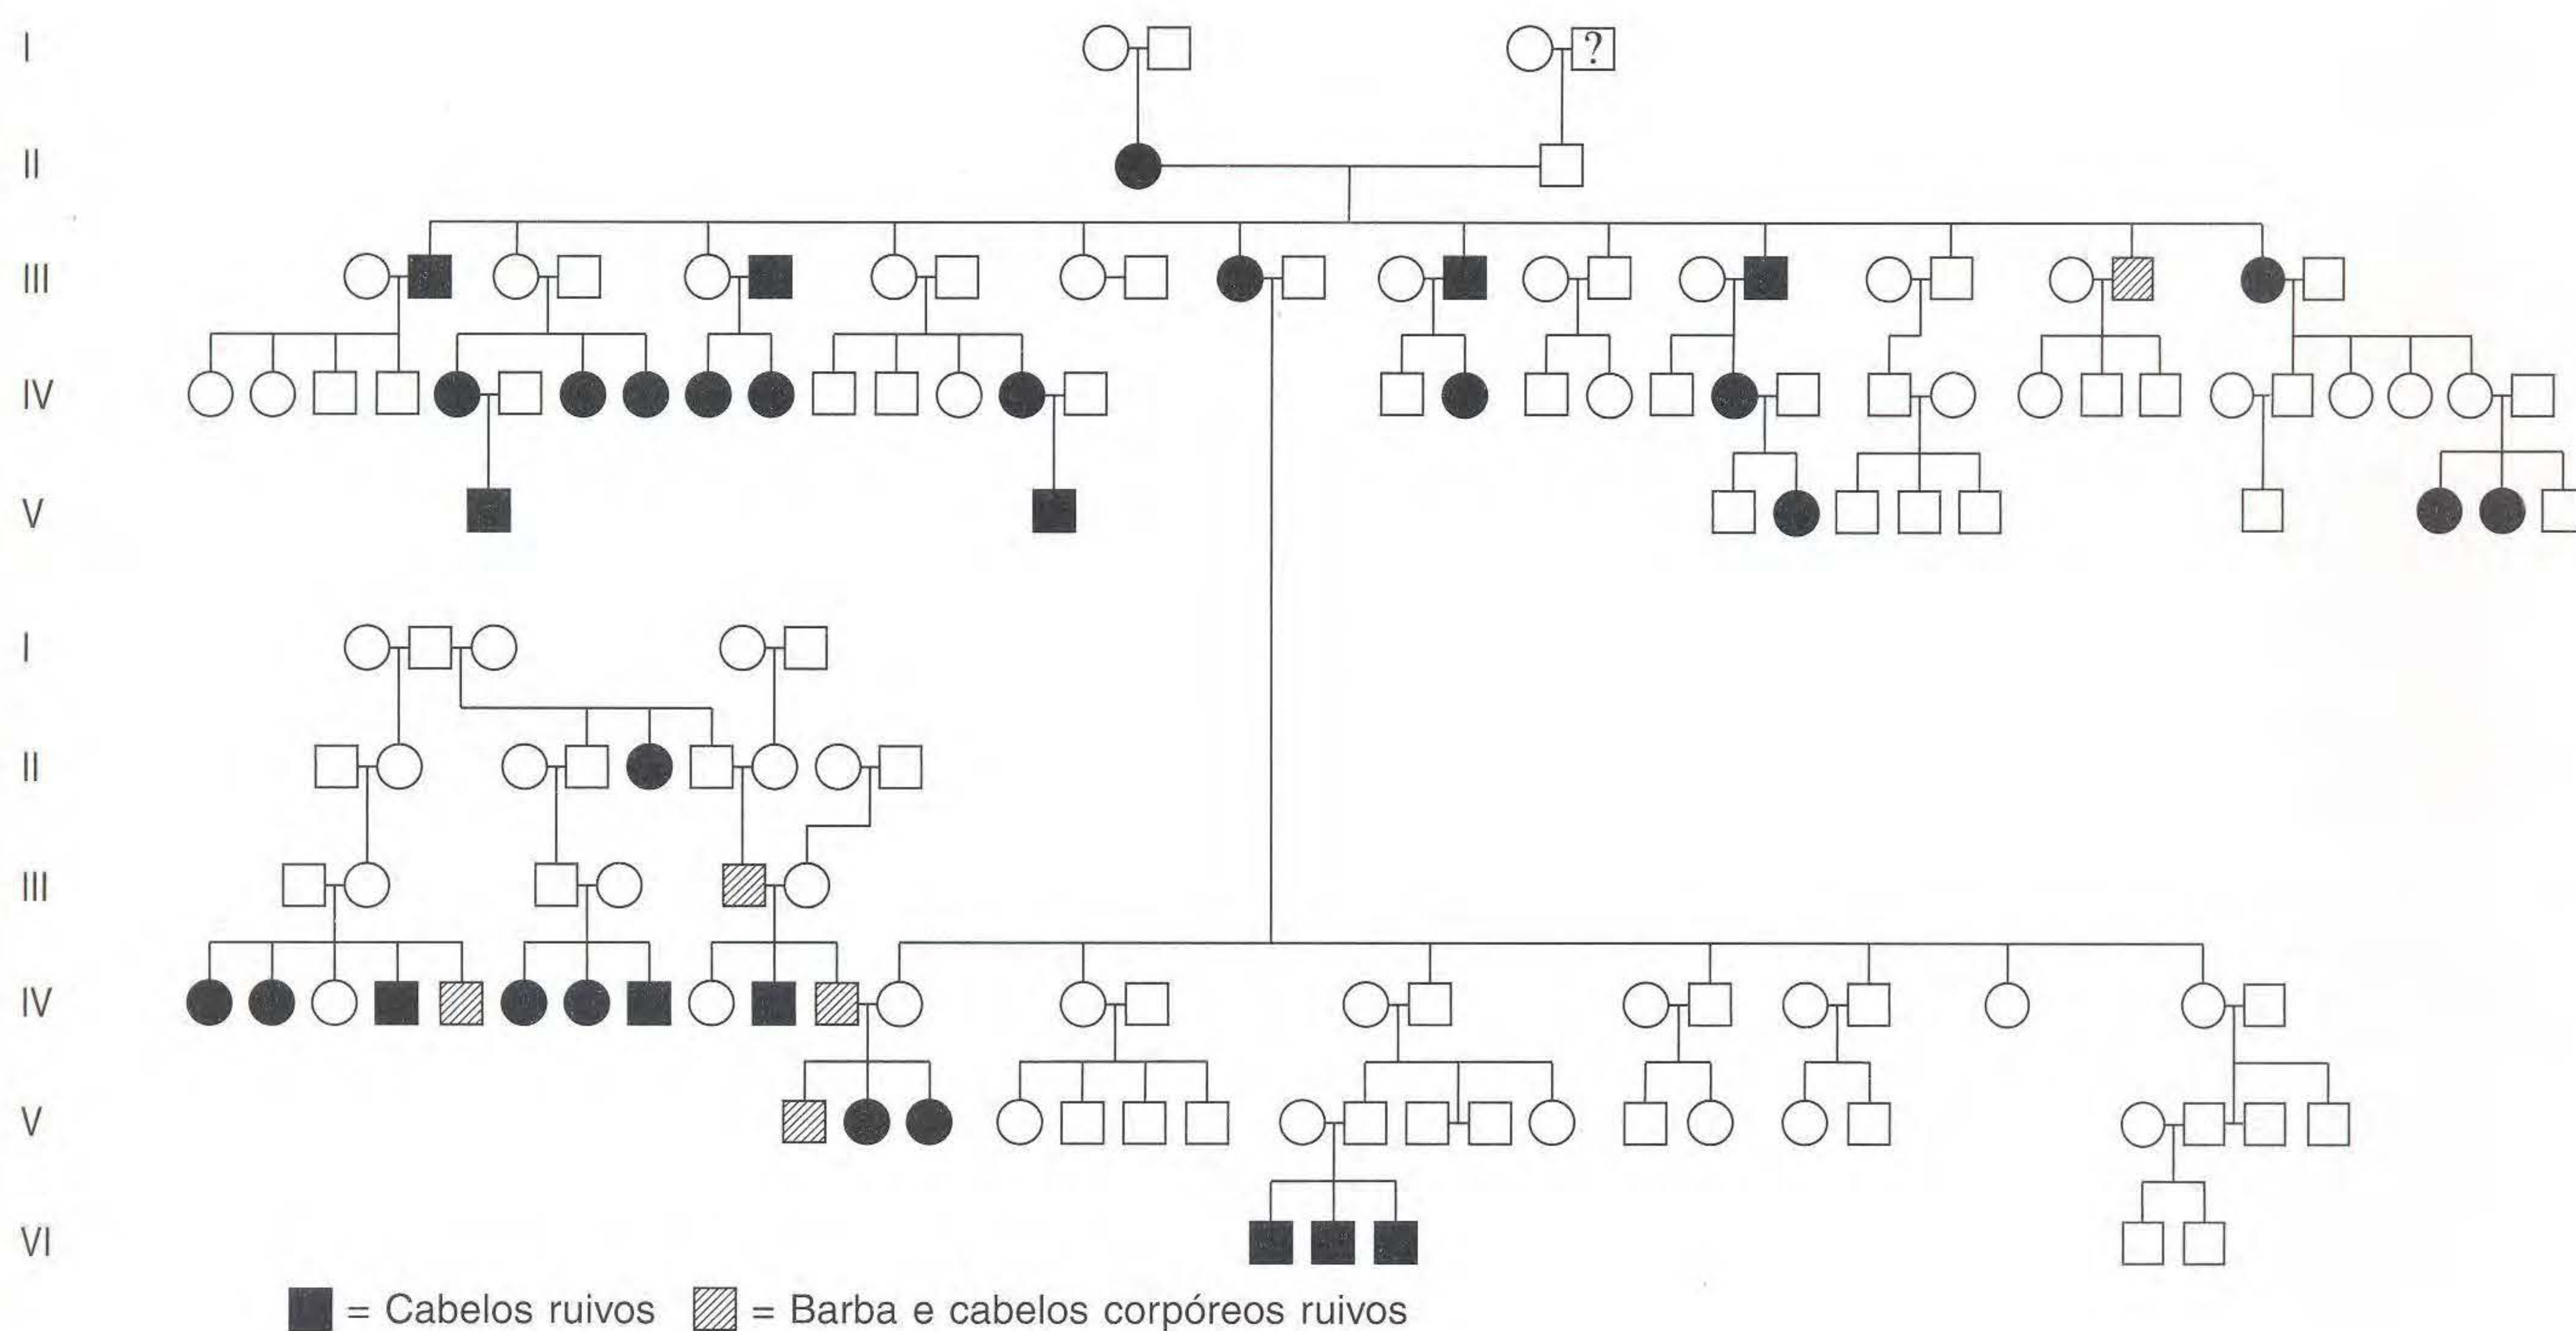 I
?
II
III
IV
V
I
II
III
IV
V
VI
= Cabelos ruivos = Barba e cabelos corpóreos ruivos